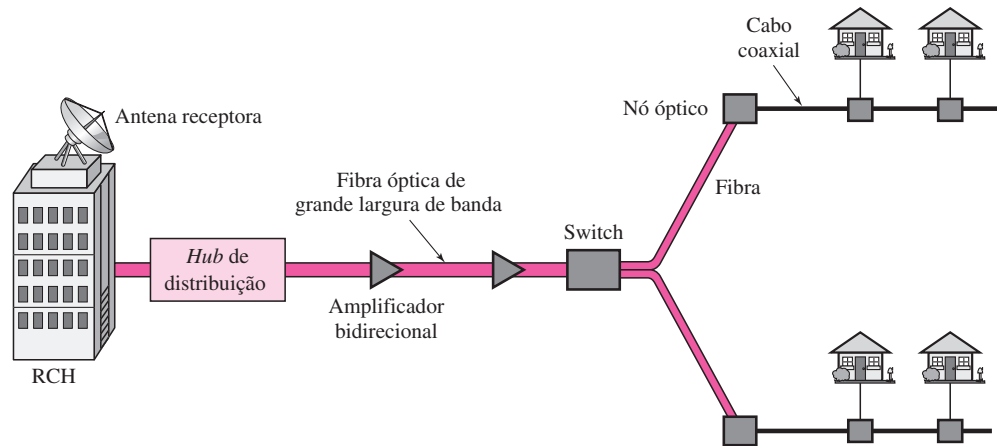 Cabo
coaxial
Antena receptora
Nó óptico
Fibra óptica de
grande largura de banda
Fibra
Switch
Hub de
distribuição
Amplificador
bidirecional
RCH